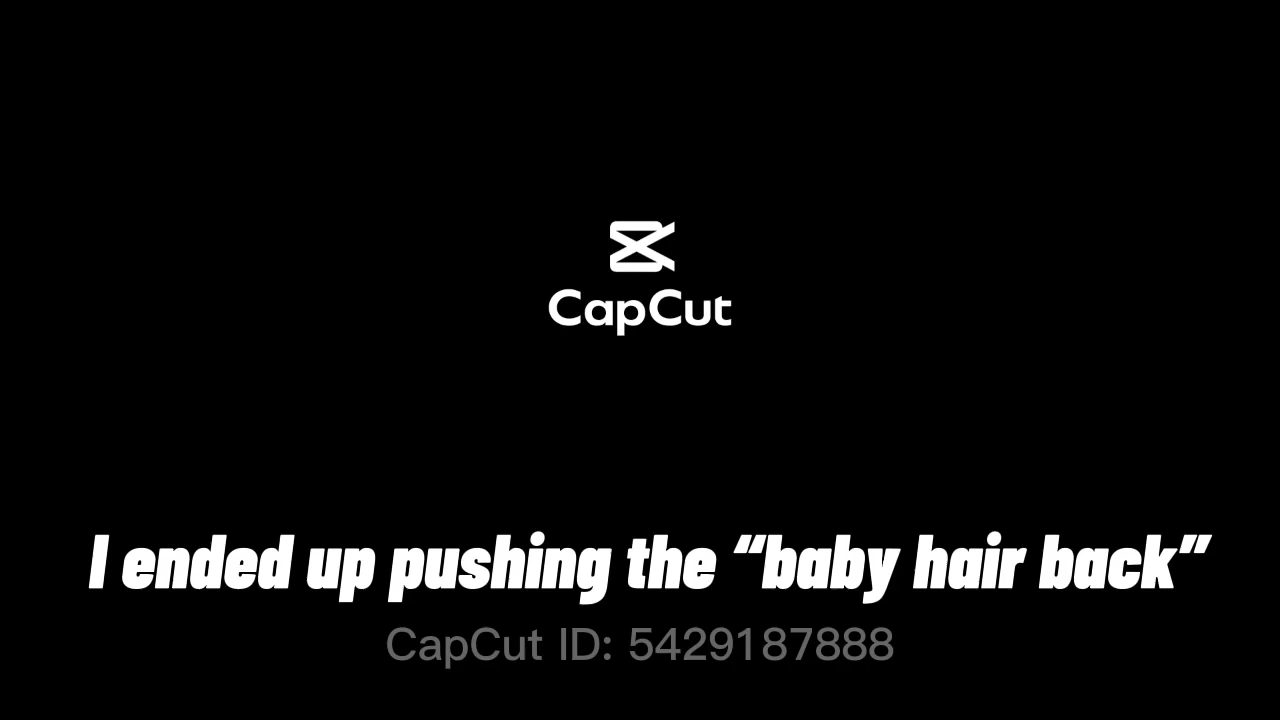 CapCut
I ended up pushing the “baby hair back”
CapCut ID: 5429187888